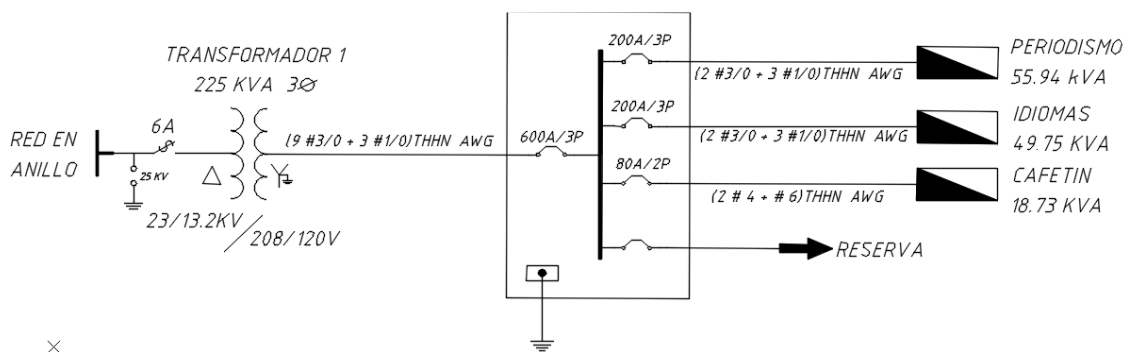 TRANSFORMADOR 1
225 KVA 3Ø
RED EN
ANILLO
6A
25 KV
23/13.2KV
208/120V
(9 #3/0 + 3 #1/0)THHN AWG
600A/3P
200A/3P
(2 #3/0 + 3 #1/0)THHN AWG
PERIODISMO
55.94 kVA
200A/3P
(2 #3/0 + 3 #1/0)THHN AWG
IDIOMAS
49.75 KVA
80A/2P
(2 # 4 + # 6)THHN AWG
CAFETIN
18.73 KVA
RESERVA